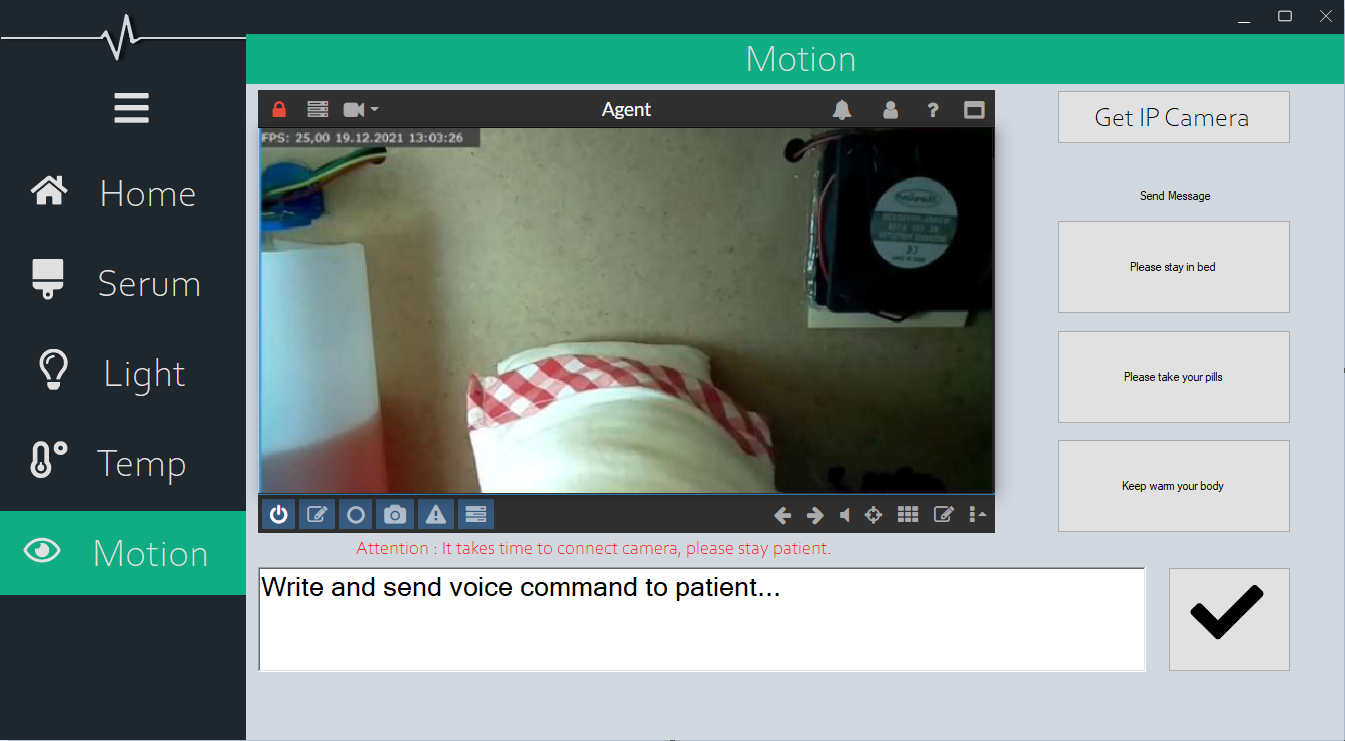 Motion
Home
Serum
Light
Temp
Motion
Agent
FPS: 25,00 19.12.2021 13:03:26
Get IP Camera
Send Message
Please stay in bed
Please take your pills
Keep warm your body
Attention : It takes time to connect camera, please stay patient.
Write and send voice command to patient...